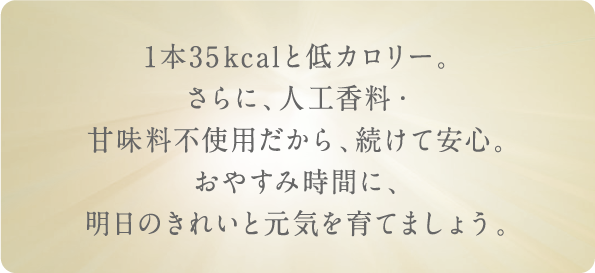 1本35kcalと低カロリー。
さらに、人工香料・
甘味料不使用だから、続けて安心。
おやすみ時間に、
明日のきれいと元気を育てましょう。